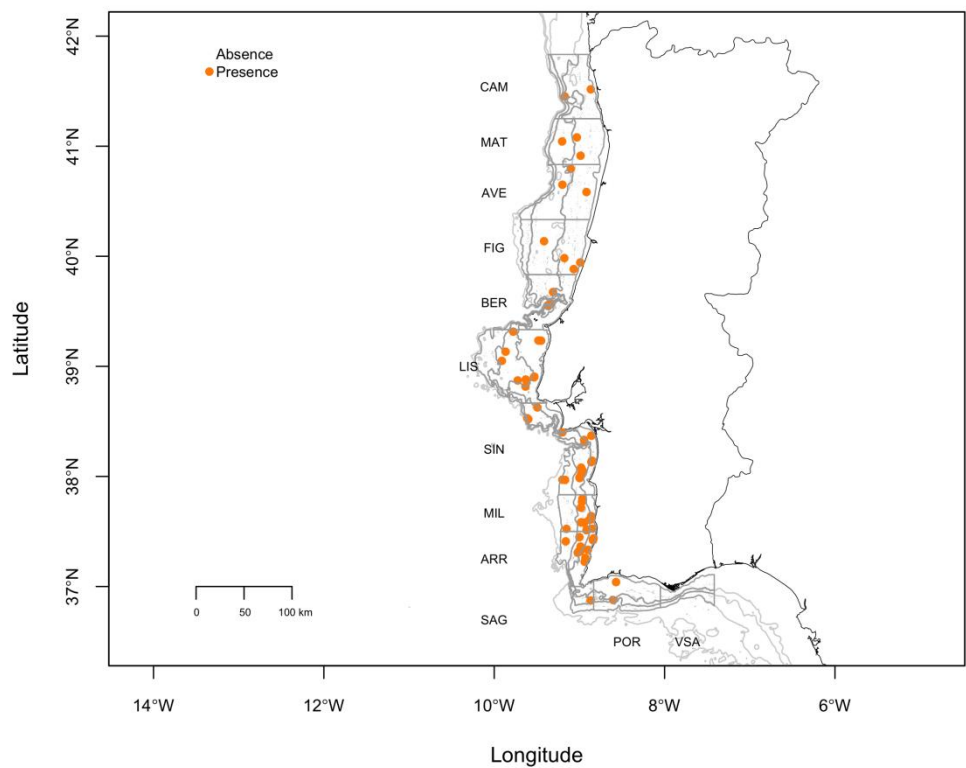 Absence
Presence
42°N
41°N
40°N
39°N
38°N
37°N
Latitude
CAM
MAT
AVE
FIG
BER
LIS
SIN
MIL
ARR
SAG
POR
VSA
0 50 100 km
14°W 12°W 10°W 8°W 6°W
Longitude